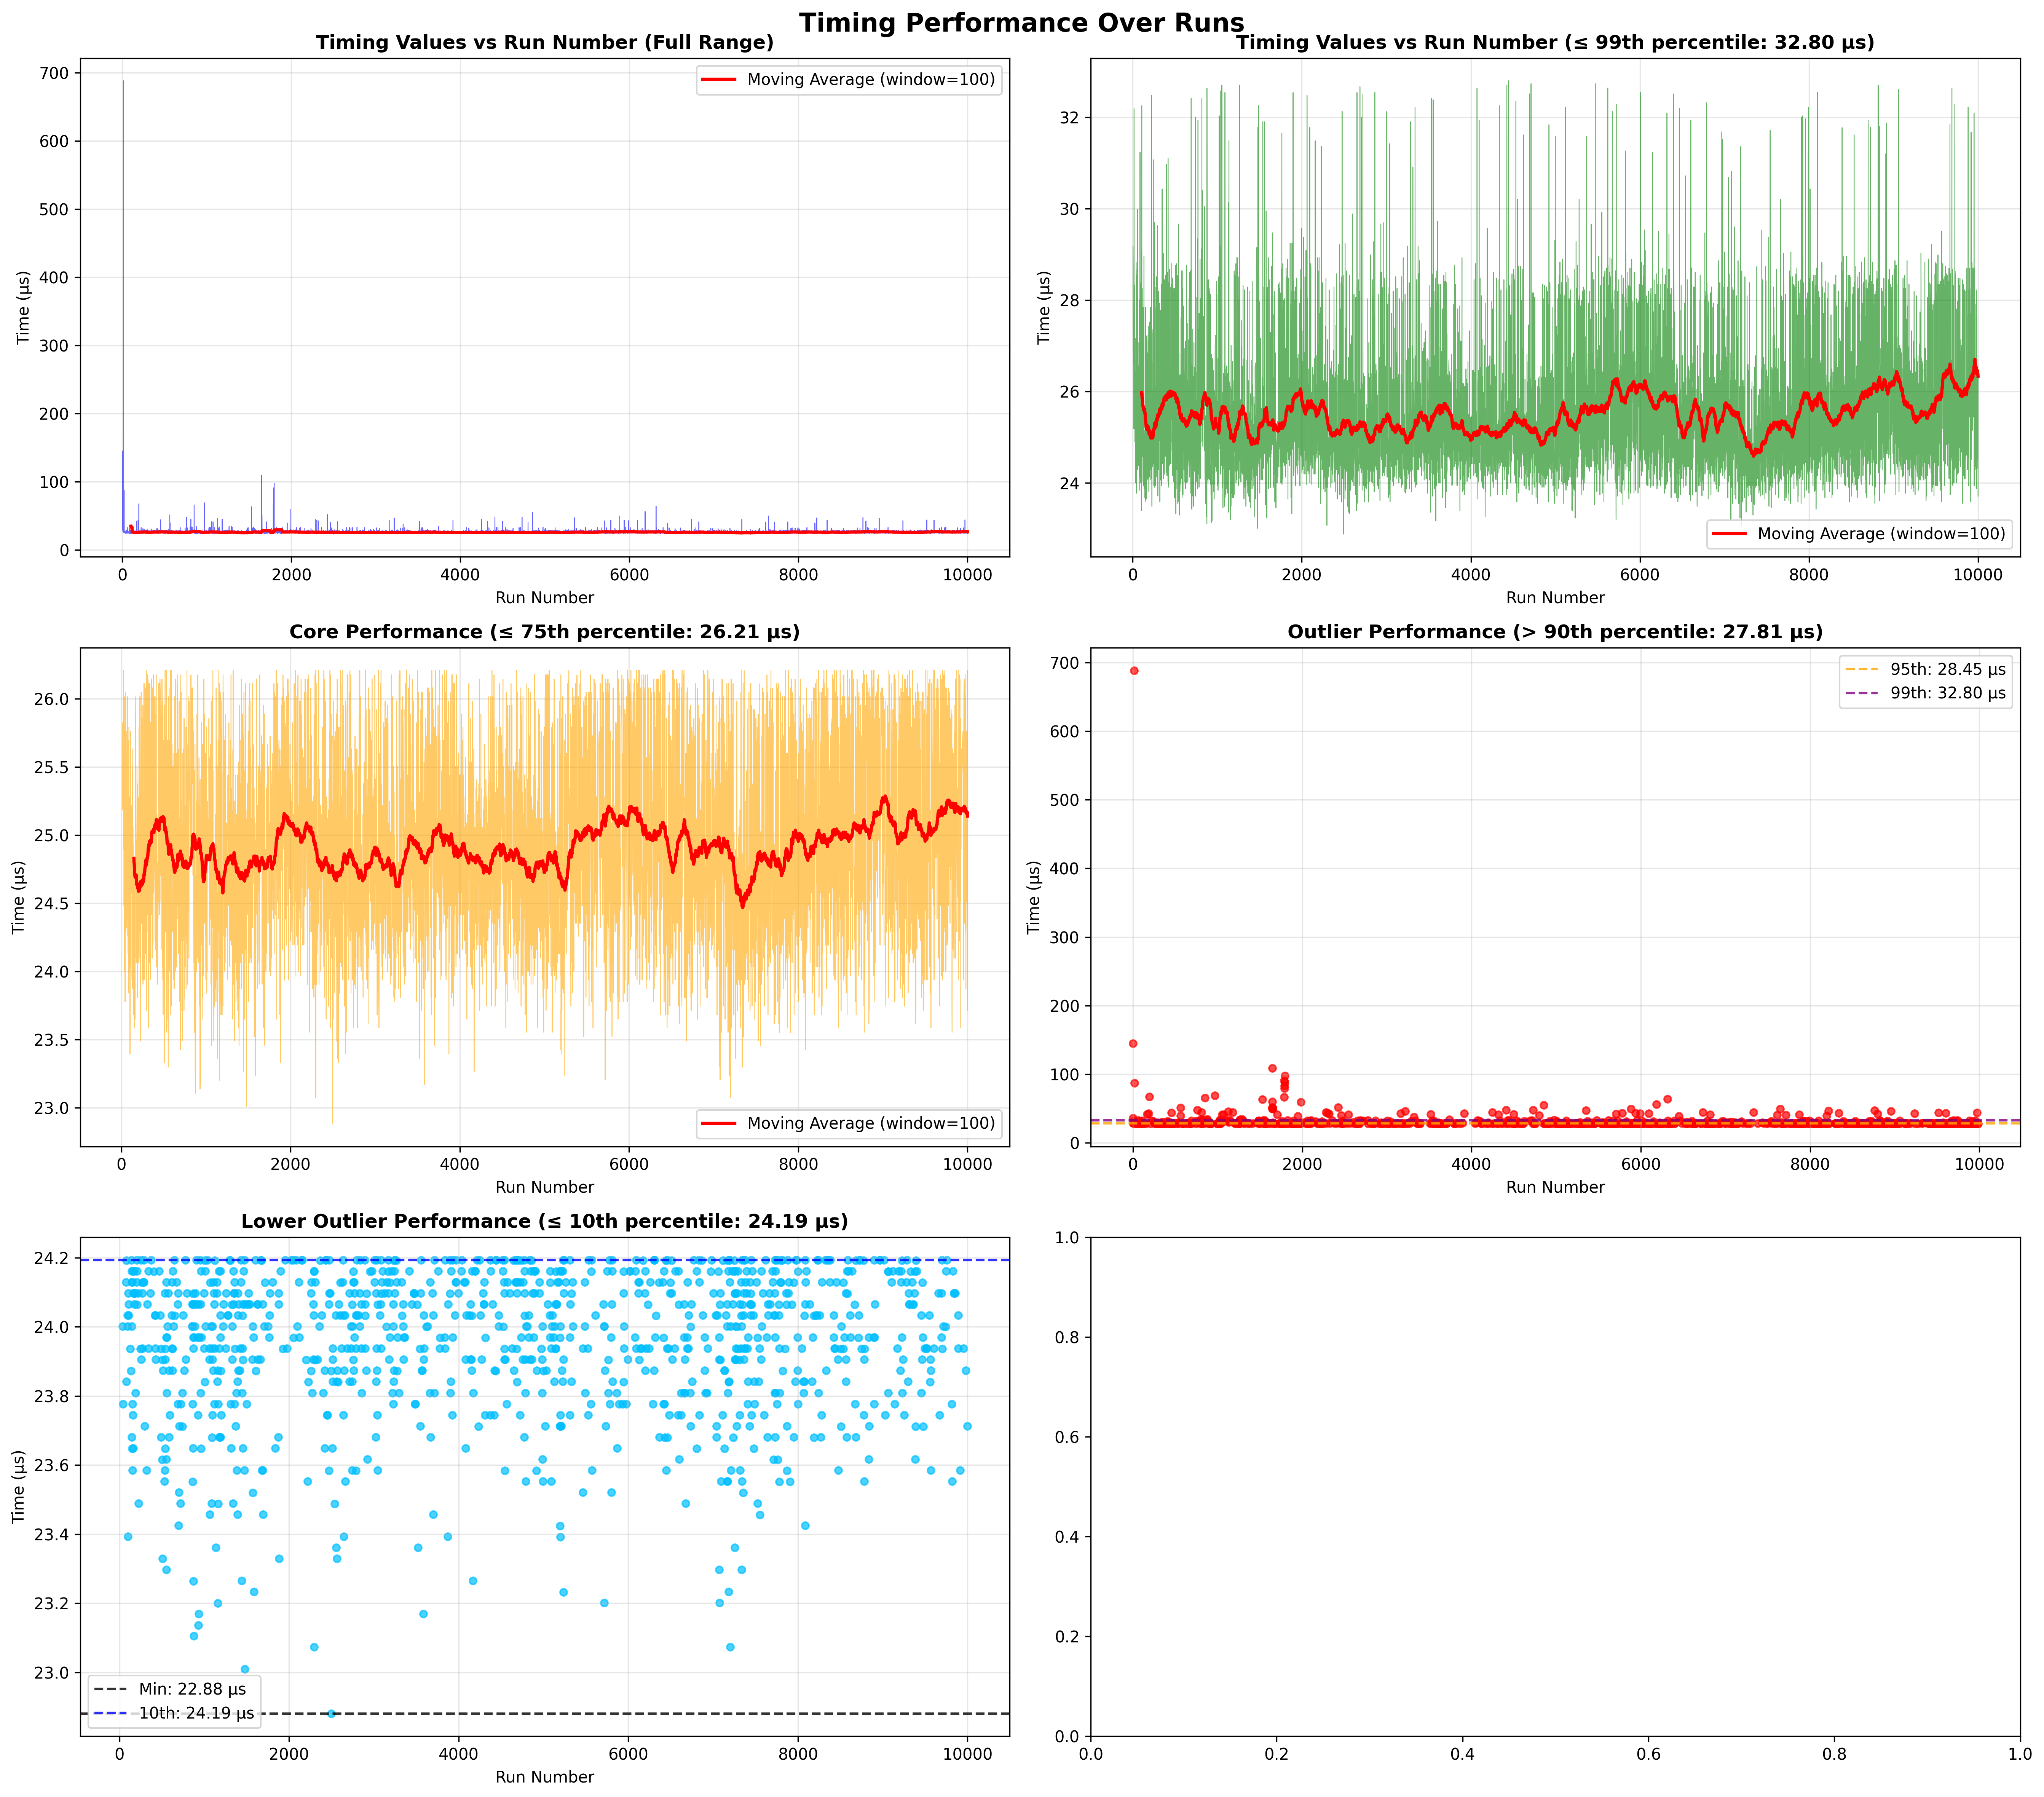 Timing Performance Over Runs
Timing Values vs Run Number (Full Range)
700
600
500
400
300
200
100
0
Time (µs)
Moving Average (window=100)
0 2000 4000 6000 8000 10000
Run Number
Timing Values vs Run Number (≤ 99th percentile: 32.80 µs)
32
30
28
26
24
Time (µs)
Moving Average (window=100)
0 2000 4000 6000 8000 10000
Run Number
Core Performance (≤ 75th percentile: 26.21 µs)
26.0
25.5
25.0
24.5
24.0
23.5
23.0
Time (µs)
Moving Average (window=100)
0 2000 4000 6000 8000 10000
Run Number
Outlier Performance (> 90th percentile: 27.81 µs)
700
600
500
400
300
200
100
0
Time (µs)
95th: 28.45 µs
99th: 32.80 µs
0 2000 4000 6000 8000 10000
Run Number
Lower Outlier Performance (≤ 10th percentile: 24.19 µs)
24.2
24.0
23.8
23.6
23.4
23.2
23.0
Time (µs)
Min: 22.88 µs
10th: 24.19 µs
0 2000 4000 6000 8000 10000
Run Number
1.0
0.8
0.6
0.4
0.2
0.0
0.0 0.2 0.4 0.6 0.8 1.0